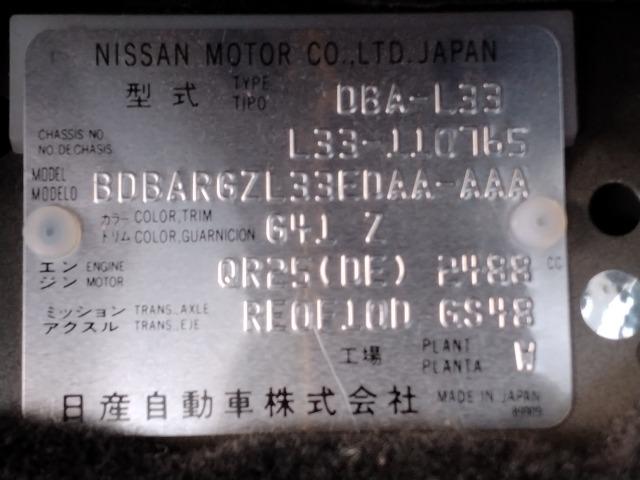 NISSAN MOTOR CO.,LTD.JAPAN
型式 TYPE TIPO DBA-L33
CHASSIS NO. NO.DE CHASIS L33-110765
MODEL MODELO BDBARGZL33EDAA-AAA
カラー COLOR,TRIM トリム COLOR,GUARNICION G41 Z
エンジン ENGINE MOTOR QR25(DE) 2488 CC
ミッション TRANS.,AXLE アクスル TRANS.,EJE RE0F10D GS48
工場 PLANT PLANTA W
日産自動車株式会社 MADE IN JAPAN
89909